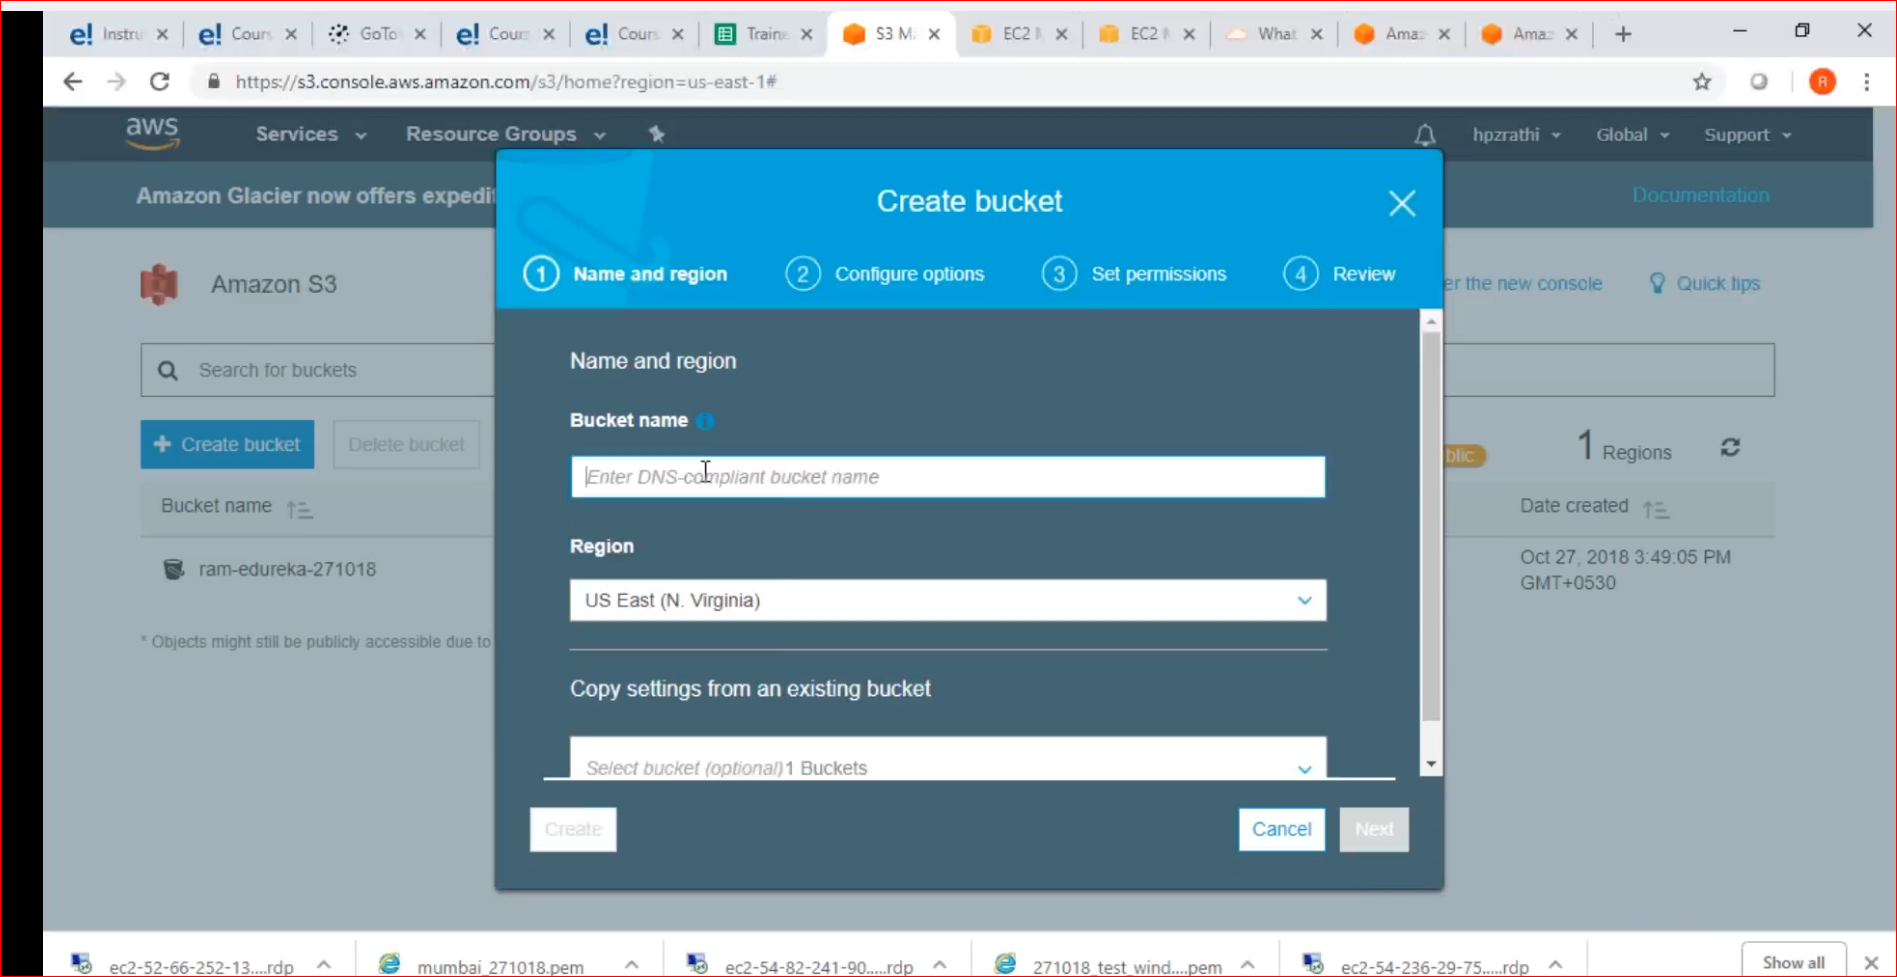 e! Instru
e! Cours
GoTo
e! Cours
e! Cours
Traine
S3 Ma
EC2 M
EC2 M
What
Amaz
Amaz
https://s3.console.aws.amazon.com/s3/home?region=us-east-1#
R
aws
Services
Resource Groups
hpzrathi
Global
Support
Amazon Glacier now offers expedit
Documentation
Create bucket
1 Name and region
2 Configure options
3 Set permissions
4 Review
Amazon S3
er the new console
Quick tips
Name and region
Search for buckets
Bucket name
+ Create bucket
Delete bucket
blic
1 Regions
Enter DNS-compliant bucket name
Bucket name
Date created
Region
ram-edureka-271018
Oct 27, 2018 3:49:05 PM
GMT+0530
US East (N. Virginia)
* Objects might still be publicly accessible due to
Copy settings from an existing bucket
Select bucket (optional)1 Buckets
Create
Cancel
Next
ec2-52-66-252-13....rdp
mumbai_271018.pem
ec2-54-82-241-90.....rdp
271018_test_wind....pem
ec2-54-236-29-75.....rdp
Show all